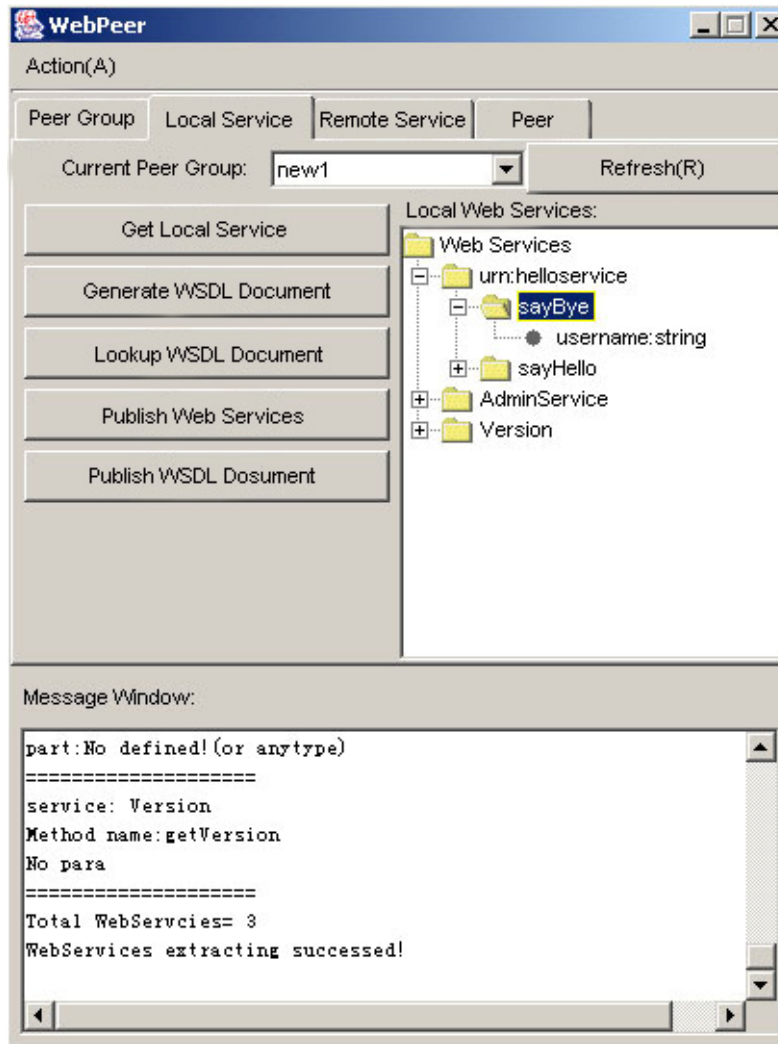 WebPeer
Action(A)
Peer Group Local Service Remote Service Peer
Current Peer Group: new1 Refresh(R)
Get Local Service
Generate WSDL Document
Lookup WSDL Document
Publish Web Services
Publish WSDL Dosument
Local Web Services:
Web Services
urn:helloservice
sayBye
username:string
sayHello
AdminService
Version
Message Window:
part:No defined!(or anytype)
====================
service: Version
Method name:getVersion
No para
====================
Total WebServcies= 3
WebServices extracting successed!